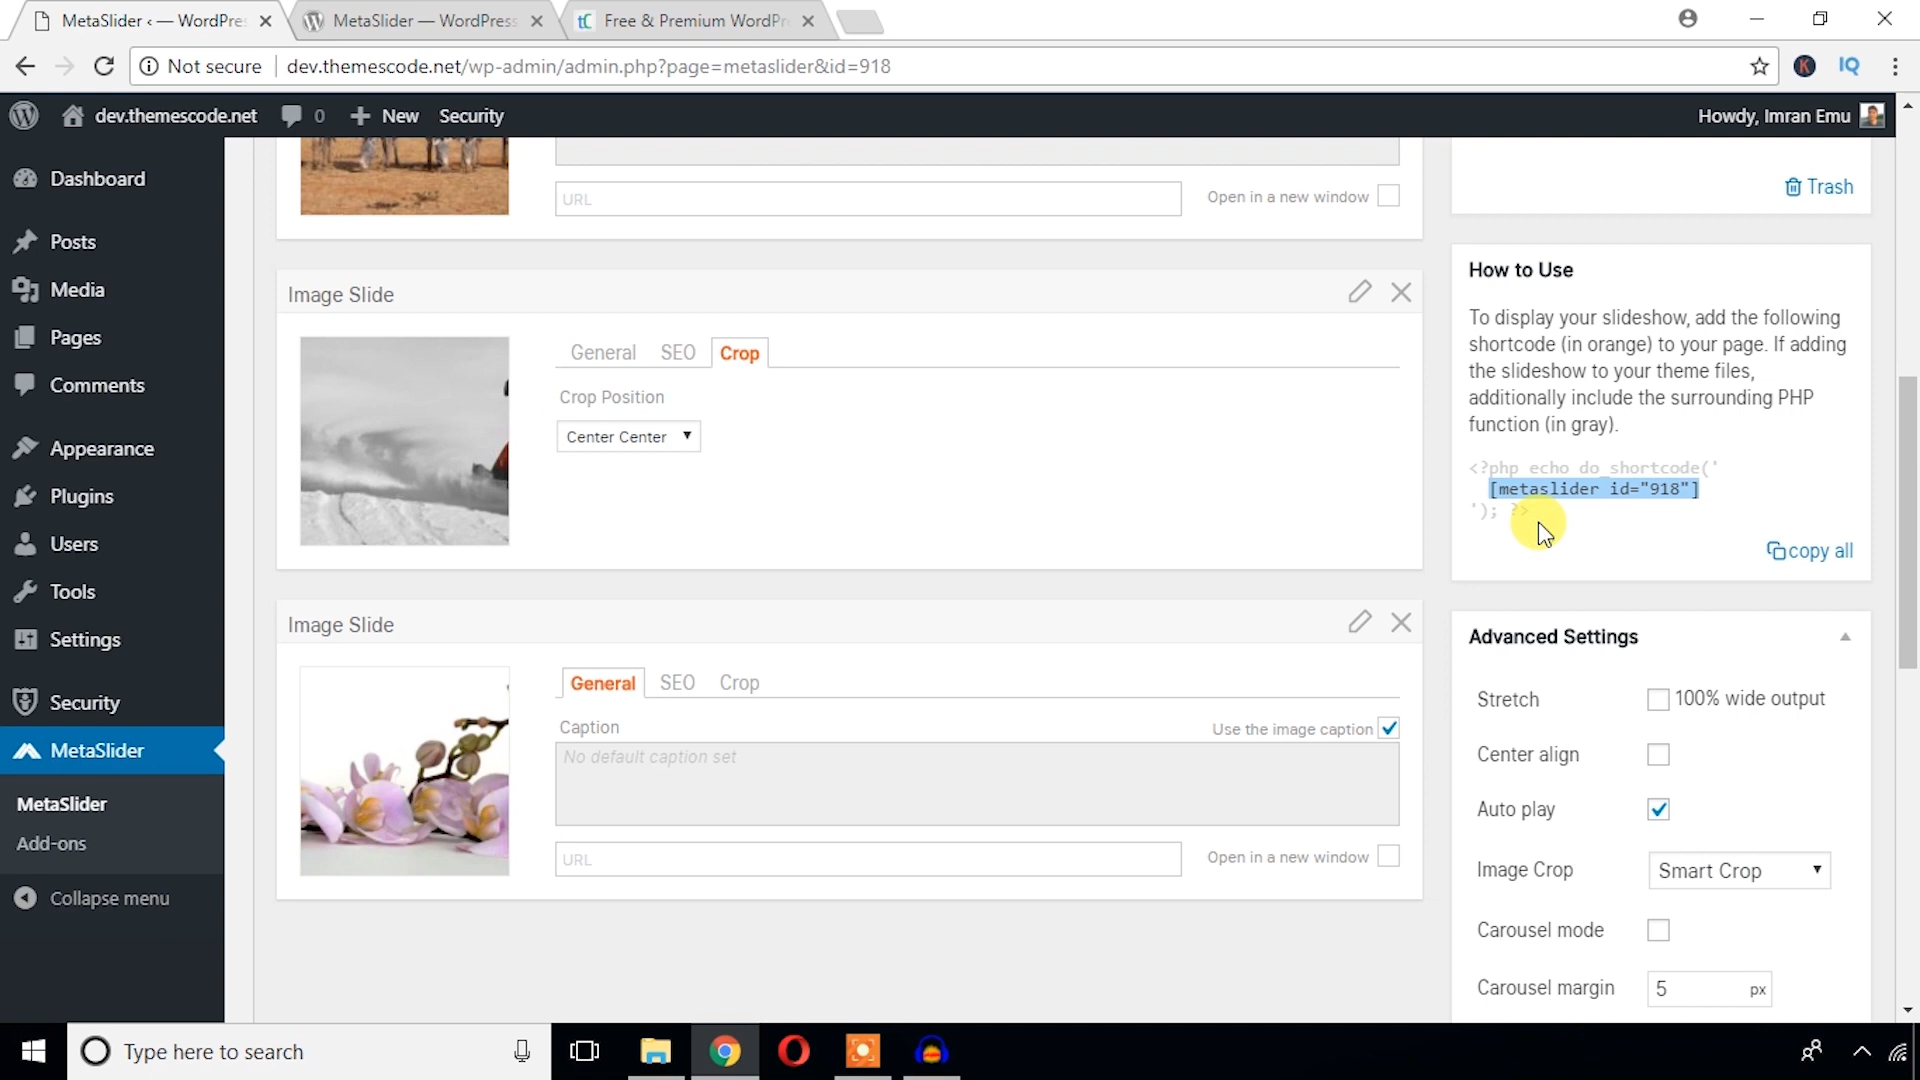 MetaSlider ‹ — WordPre
MetaSlider — WordPress
tC Free & Premium WordPr
Not secure dev.themescode.net/wp-admin/admin.php?page=metaslider&id=918
K IQ
dev.themescode.net 0 New Security Howdy, Imran Emu
Dashboard
Posts
Media
Pages
Comments
Appearance
Plugins
Users
Tools
Settings
Security
MetaSlider
MetaSlider
Add-ons
Collapse menu
URL Open in a new window
Image Slide
General SEO Crop
Crop Position
Center Center
Image Slide
General SEO Crop
Caption Use the image caption
No default caption set
URL Open in a new window
Trash
How to Use
To display your slideshow, add the following
shortcode (in orange) to your page. If adding
the slideshow to your theme files,
additionally include the surrounding PHP
function (in gray).
<?php echo do_shortcode('
[metaslider id="918"]
'); ?>
copy all
Advanced Settings
Stretch 100% wide output
Center align
Auto play
Image Crop Smart Crop
Carousel mode
Carousel margin 5 px
Type here to search